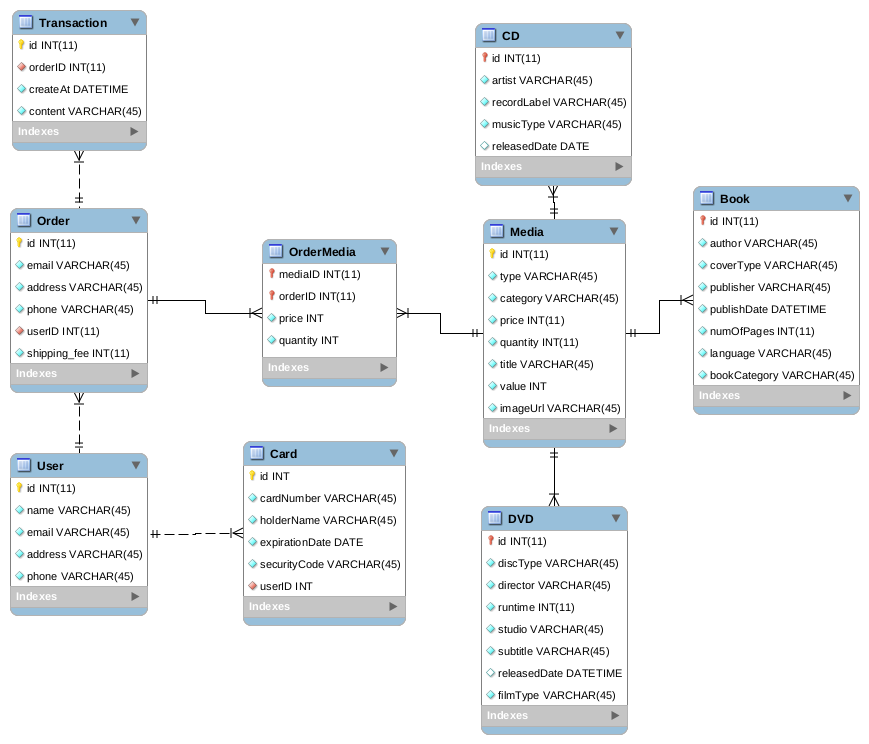 Transaction
id INT(11)
orderID INT(11)
createAt DATETIME
content VARCHAR(45)
Indexes
Order
id INT(11)
email VARCHAR(45)
address VARCHAR(45)
phone VARCHAR(45)
userID INT(11)
shipping_fee INT(11)
Indexes
User
id INT(11)
name VARCHAR(45)
email VARCHAR(45)
address VARCHAR(45)
phone VARCHAR(45)
Indexes
OrderMedia
mediaID INT(11)
orderID INT(11)
price INT
quantity INT
Indexes
Card
id INT
cardNumber VARCHAR(45)
holderName VARCHAR(45)
expirationDate DATE
securityCode VARCHAR(45)
userID INT
Indexes
CD
id INT(11)
artist VARCHAR(45)
recordLabel VARCHAR(45)
musicType VARCHAR(45)
releasedDate DATE
Indexes
Media
id INT(11)
type VARCHAR(45)
category VARCHAR(45)
price INT(11)
quantity INT(11)
title VARCHAR(45)
value INT
imageUrl VARCHAR(45)
Indexes
DVD
id INT(11)
discType VARCHAR(45)
director VARCHAR(45)
runtime INT(11)
studio VARCHAR(45)
subtitle VARCHAR(45)
releasedDate DATETIME
filmType VARCHAR(45)
Indexes
Book
id INT(11)
author VARCHAR(45)
coverType VARCHAR(45)
publisher VARCHAR(45)
publishDate DATETIME
numOfPages INT(11)
language VARCHAR(45)
bookCategory VARCHAR(45)
Indexes